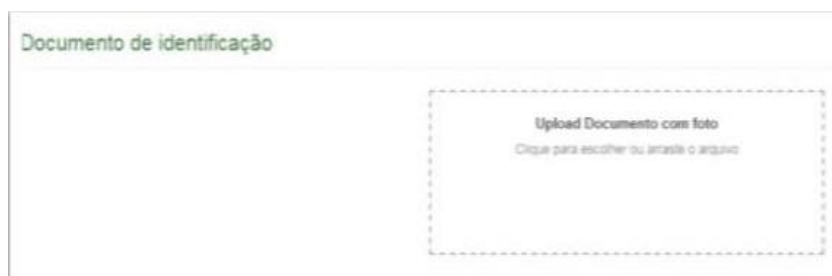 Documento de identificação
Upload Documento com foto
Clique para escolher ou arraste o arquivo